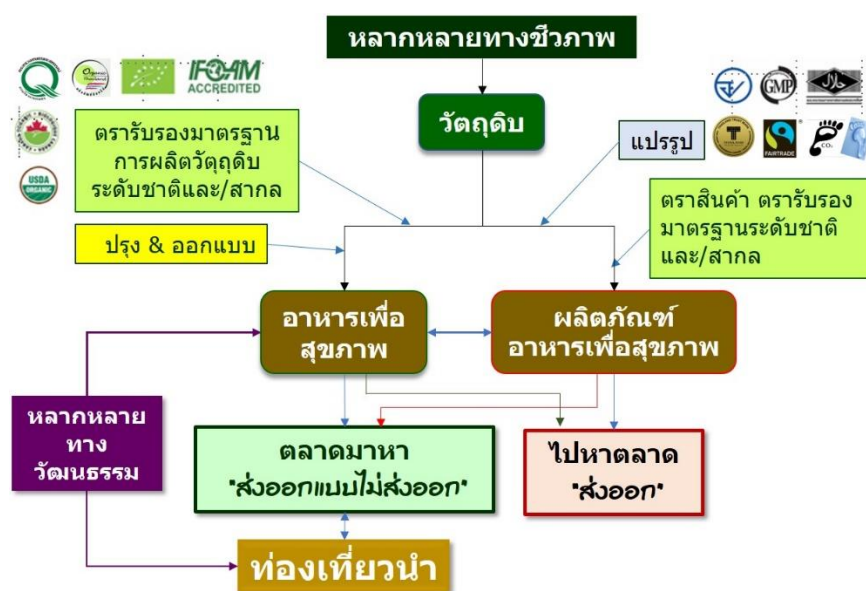 หลากหลายทางชีวภาพ
IFOAM
ACCREDITED
Organic
วัตถุดิบ
GMP
حلال
ตรารับรองมาตรฐาน
การผลิตวัตถุดิบ
ระดับชาติและ/สากล
แปรรูป
T
FAIRTRADE
CO₂
USDA
ORGANIC
ตราสินค้า ตรารับรอง
มาตรฐานระดับชาติ
และ/สากล
ปรุง & ออกแบบ
อาหารเพื่อ
สุขภาพ
ผลิตภัณฑ์
อาหารเพื่อสุขภาพ
หลากหลาย
ทาง
วัฒนธรรม
ตลาดมาหา
"ส่งออกแบบไม่ส่งออก"
ไปหาตลาด
"ส่งออก"
ท่องเที่ยวนำ